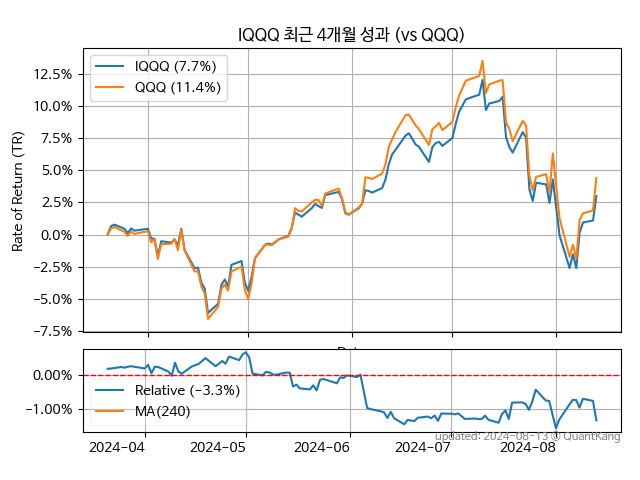 IQQQ 최근 4개월 성과 (vs QQQ)
IQQQ (7.7%)
QQQ (11.4%)
Rate of Return (TR)
12.5%
10.0%
7.5%
5.0%
2.5%
0.0%
−2.5%
−5.0%
−7.5%
0.00%
−1.00%
Relative (−3.3%)
MA(240)
2024−04
2024−05
2024−06
2024−07
2024−08
updated: 2024−08−13 © QuantKang